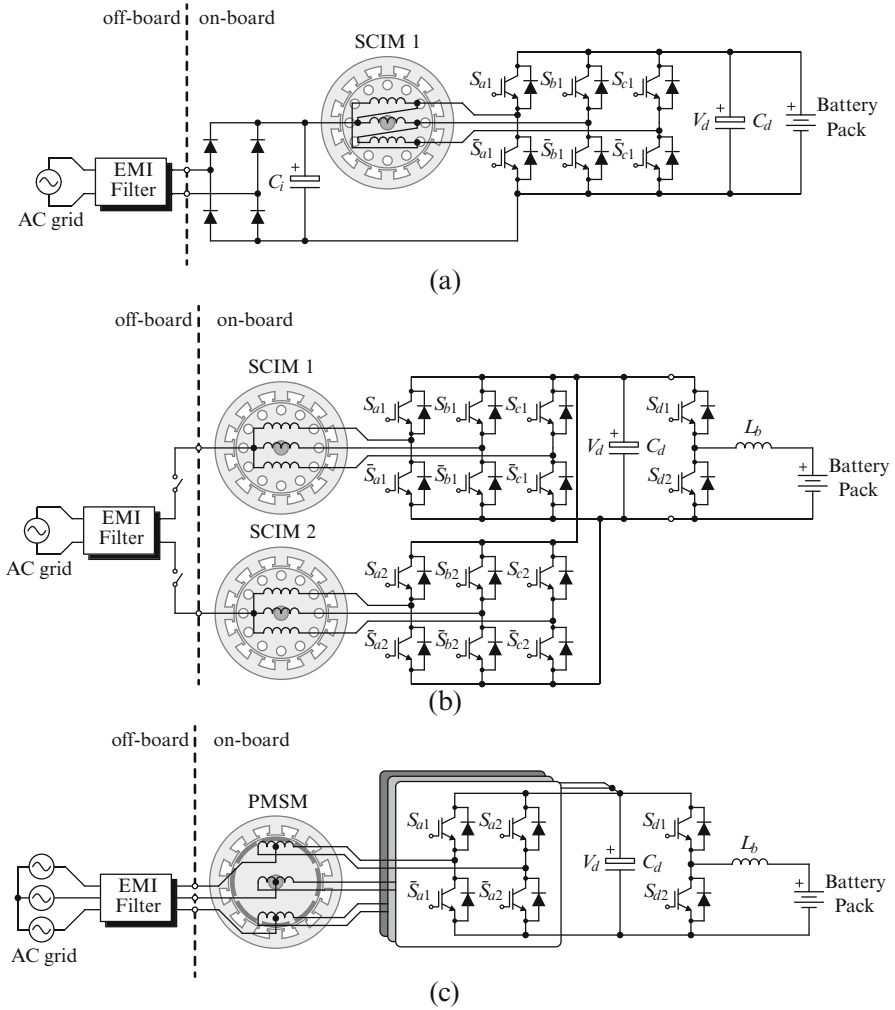 off-board on-board
SCIM 1
Sa1 Sb1 Sc1
+
Vd Cd
+
Battery
Pack
EMI
Filter
AC grid
+
Ci
S̄a1 S̄b1 S̄c1
(a)
off-board on-board
SCIM 1
Sa1 Sb1 Sc1
+
Vd Cd
Sd1
Lb
S̄a1 S̄b1 S̄c1
Sd2
+
Battery
Pack
EMI
Filter
AC grid
SCIM 2
Sa2 Sb2 Sc2
S̄a2 S̄b2 S̄c2
(b)
off-board on-board
PMSM
Sa1 Sa2
+
Vd Cd
Sd1
Lb
EMI
Filter
AC grid
S̄a1 S̄a2
Sd2
+
Battery
Pack
(c)